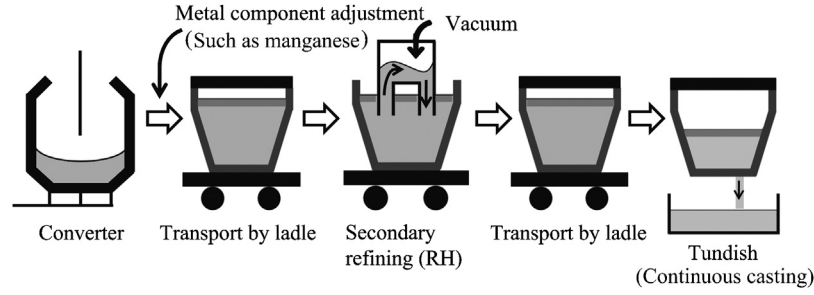 Metal component adjustment
(Such as manganese)
Vacuum
Converter
Transport by ladle
Secondary
refining (RH)
Transport by ladle
Tundish
(Continuous casting)